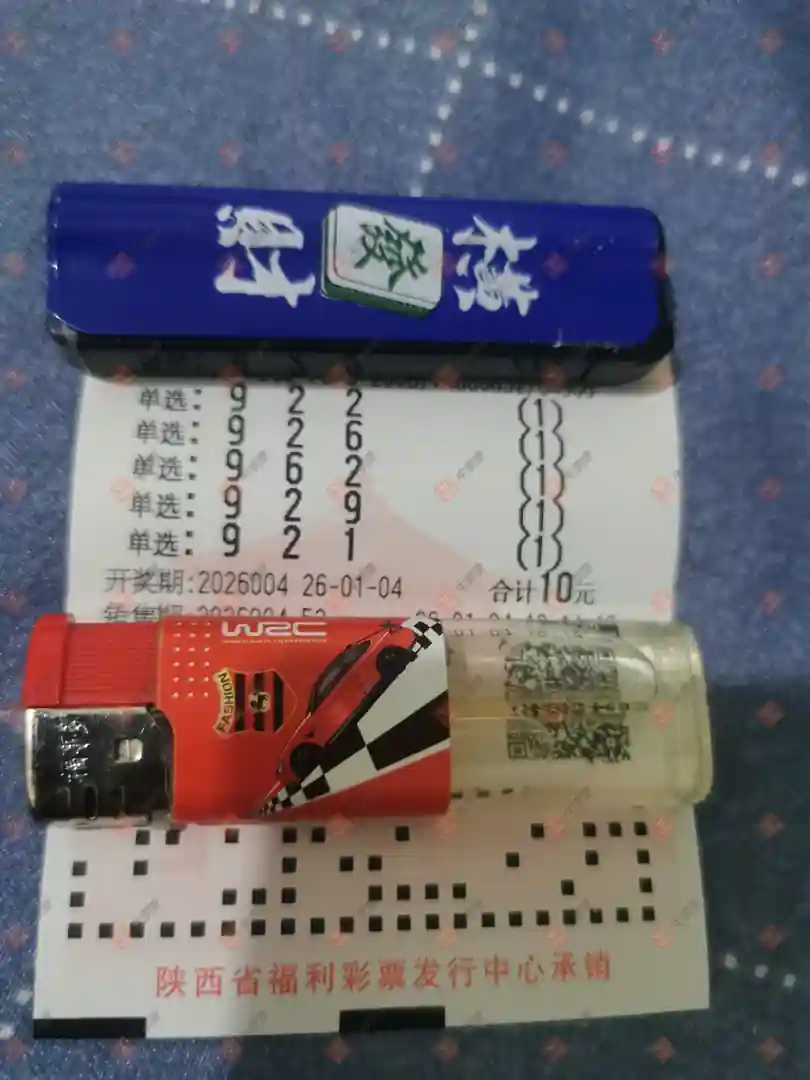 横發財
单选: 9 2 2 (1)
单选: 9 2 6 (1)
单选: 9 6 2 (1)
单选: 9 2 9 (1)
单选: 9 2 1 (1)
开奖期:2026004 26-01-04 合计10元
WRC
FASHION
陕西省福利彩票发行中心承销